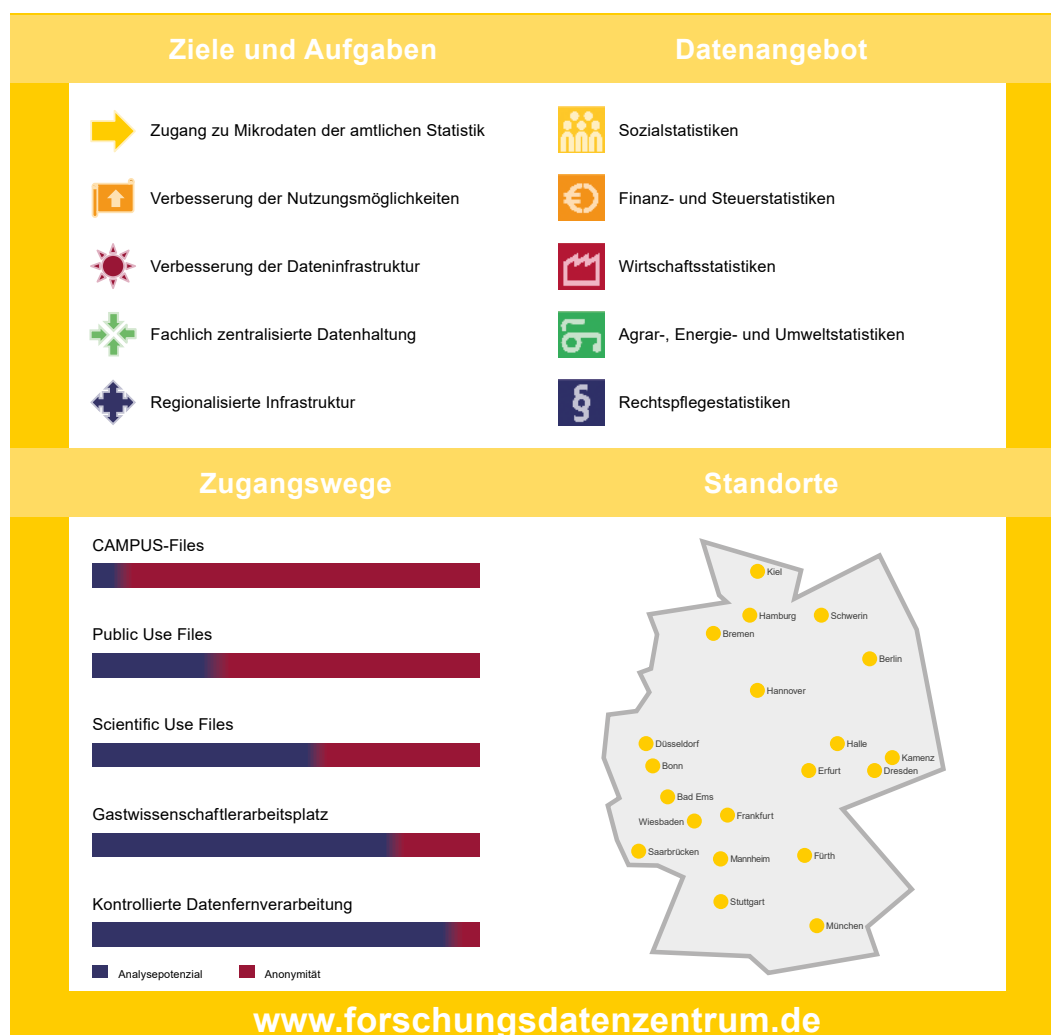 Ziele und Aufgaben
Datenangebot
Zugang zu Mikrodaten der amtlichen Statistik
Verbesserung der Nutzungsmöglichkeiten
Verbesserung der Dateninfrastruktur
Fachlich zentralisierte Datenhaltung
Regionalisierte Infrastruktur
Sozialstatistiken
Finanz- und Steuerstatistiken
Wirtschaftsstatistiken
Agrar-, Energie- und Umweltstatistiken
§
Rechtspflegestatistiken
Zugangswege
Standorte
CAMPUS-Files
Public Use Files
Scientific Use Files
Gastwissenschaftlerarbeitsplatz
Kontrollierte Datenfernverarbeitung
Analysepotenzial
Anonymität
Kiel
Hamburg
Schwerin
Bremen
Berlin
Hannover
Düsseldorf
Halle
Kamenz
Bonn
Erfurt
Dresden
Bad Ems
Wiesbaden
Frankfurt
Saarbrücken
Mannheim
Fürth
Stuttgart
München
www.forschungsdatenzentrum.de